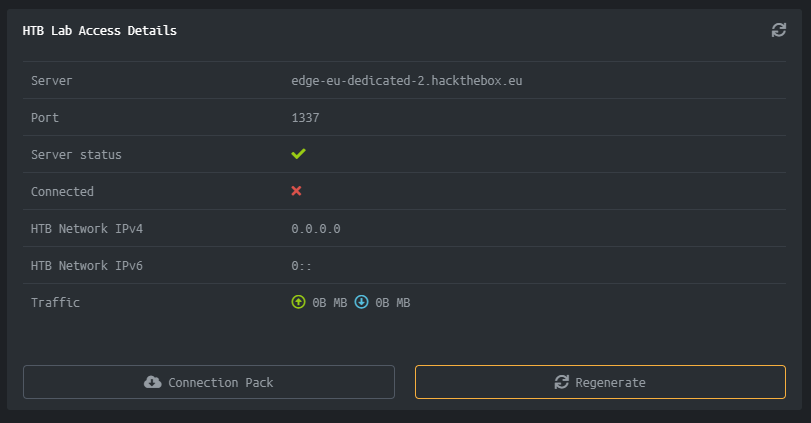 HTB Lab Access Details
Server edge-eu-dedicated-2.hackthebox.eu
Port 1337
Server status
Connected
HTB Network IPv4 0.0.0.0
HTB Network IPv6 0::
Traffic 0B MB 0B MB
Connection Pack Regenerate